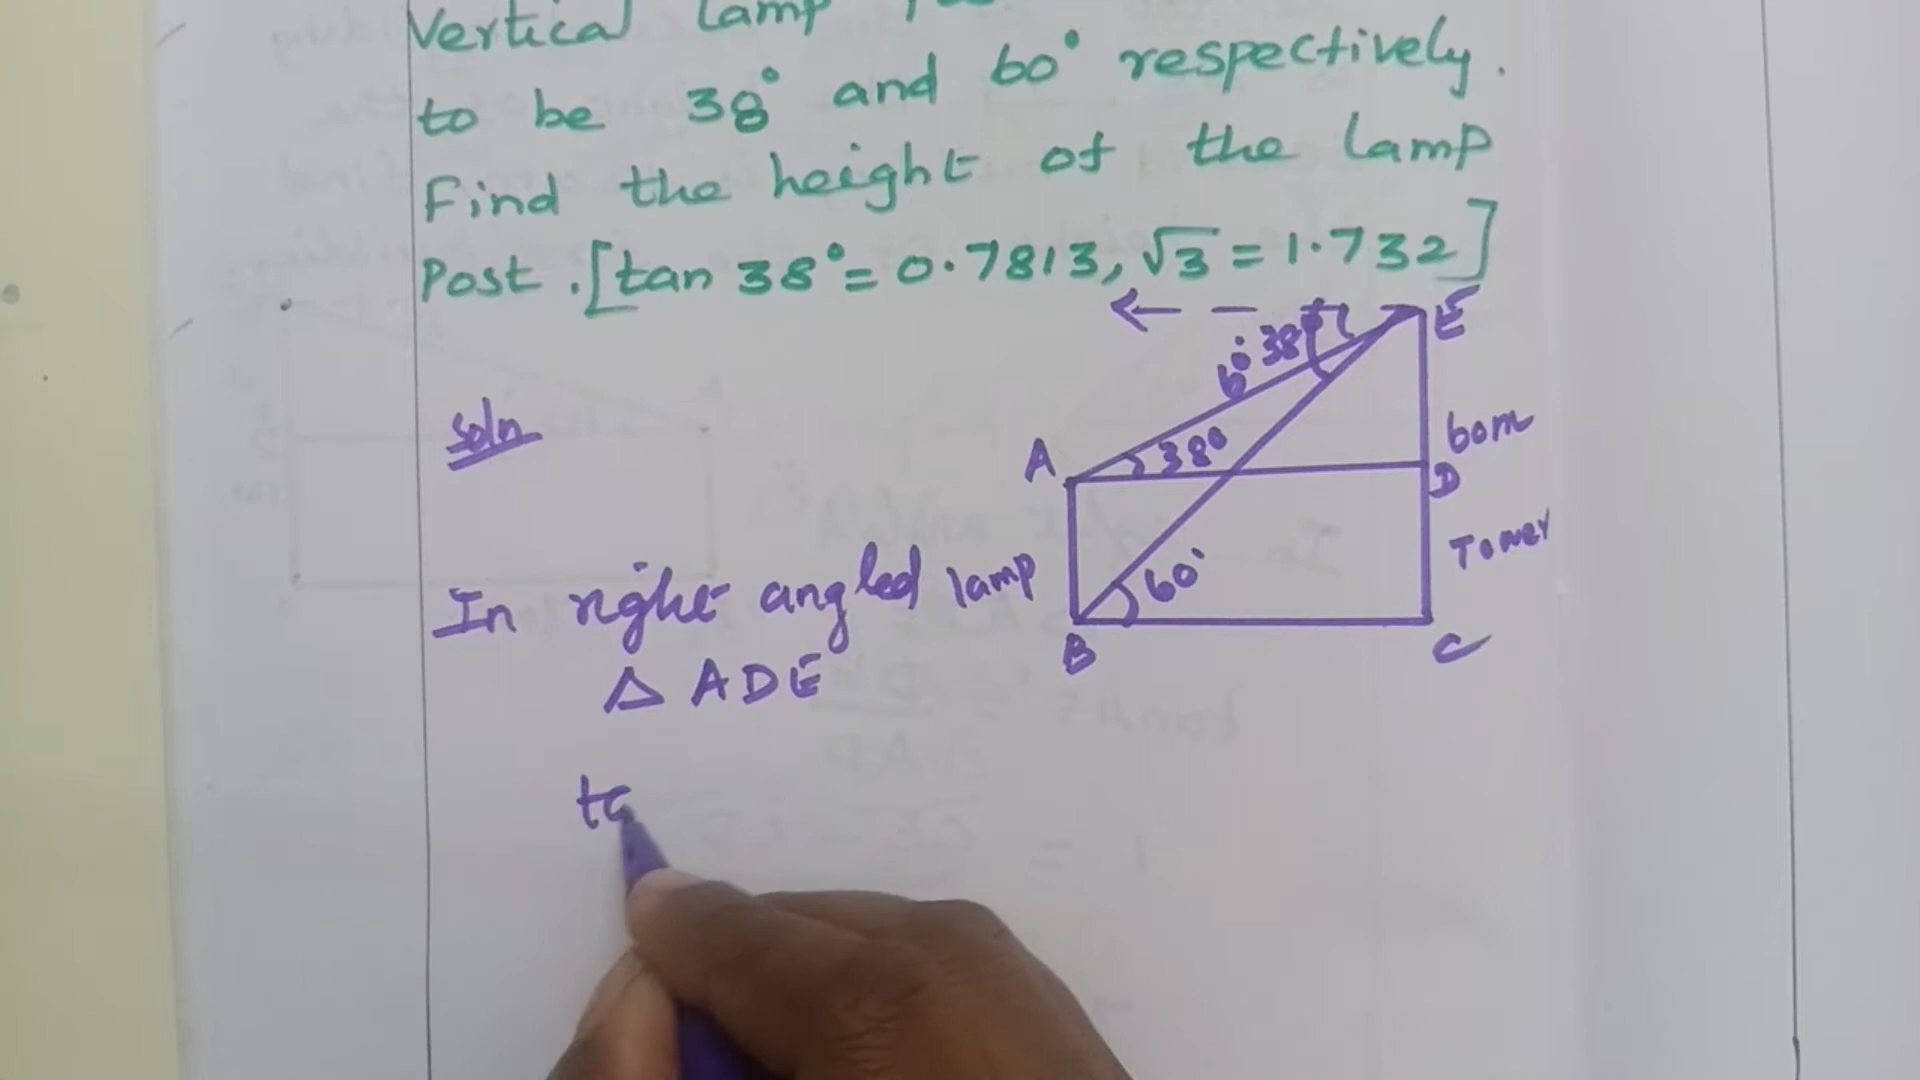 Vertical lamp
to be 38° and 60° respectively.
Find the height of the lamp
Post. [tan 38° = 0.7813, √3 = 1.732]
E
38°
60°
Soln
A
38°
60m
D
Tower
In right angled lamp
60°
Δ ADE
B
C
ta